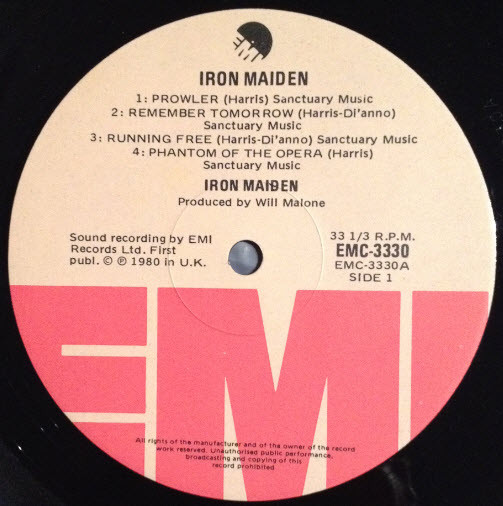 EMI
IRON MAIDEN
1: PROWLER (Harris) Sanctuary Music
2: REMEMBER TOMORROW (Harris-Di'anno)
Sanctuary Music
3: RUNNING FREE (Harris-Di'anno) Sanctuary Music
4: PHANTOM OF THE OPERA (Harris)
Sanctuary Music
IRON MAIDEN
Produced by Will Malone
Sound recording by EMI
Records Ltd. First
publ. © ℗ 1980 in U.K.
33 1/3 R.P.M.
EMC-3330
EMC-3330A
SIDE 1
EMI
All rights of the manufacturer and of the owner of the record
work reserved. Unauthorised public performance,
broadcasting and copying of this
record prohibited